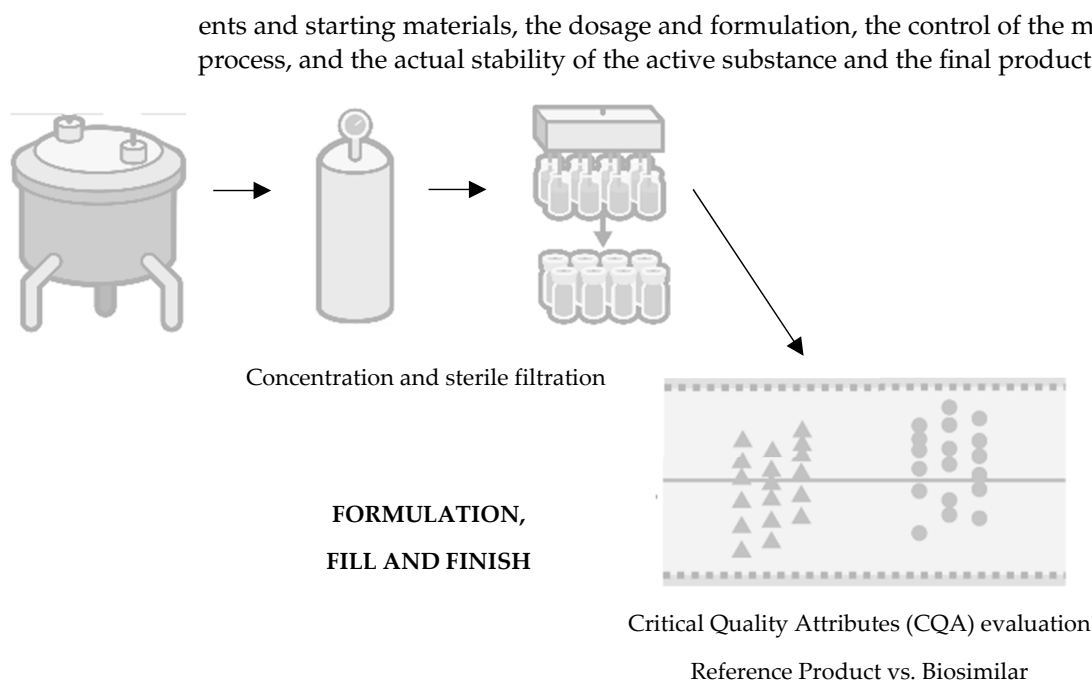 ents and starting materials, the dosage and formulation, the control of the m
process, and the actual stability of the active substance and the final product
Concentration and sterile filtration
FORMULATION,
FILL AND FINISH
Critical Quality Attributes (CQA) evaluation
Reference Product vs. Biosimilar